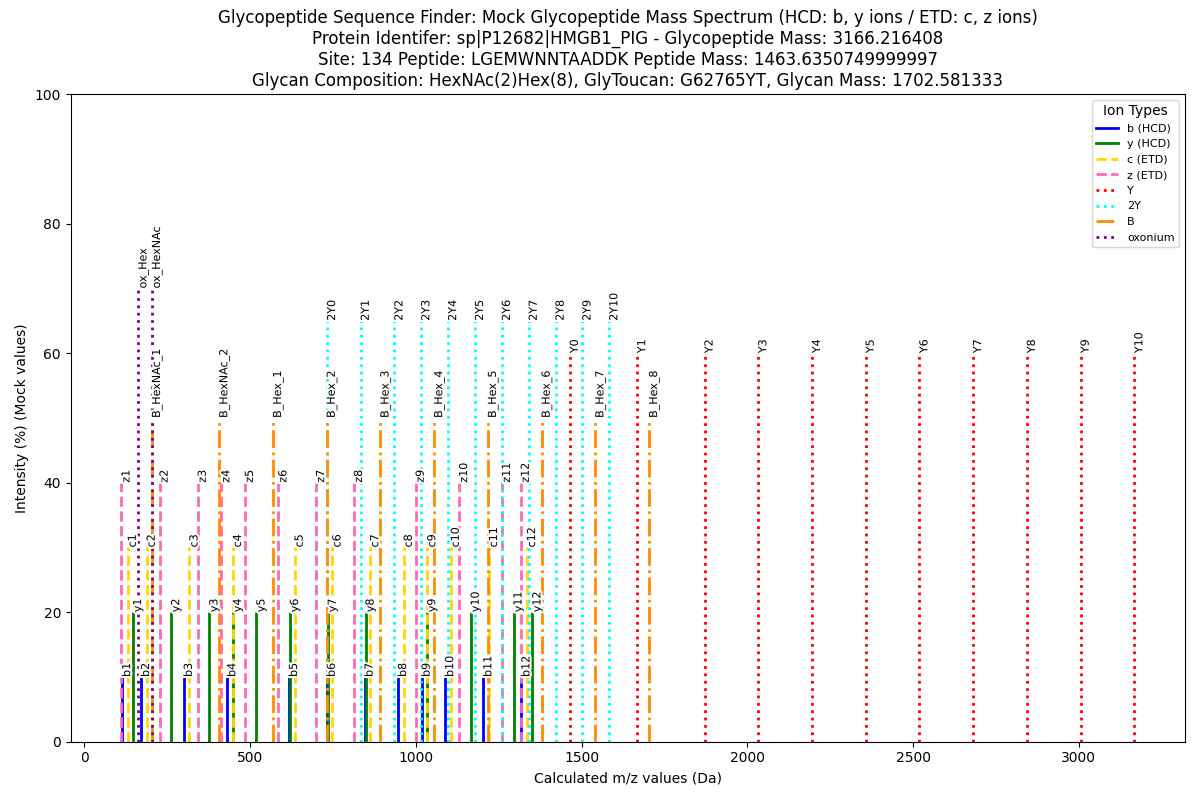 Glycopeptide Sequence Finder: Mock Glycopeptide Mass Spectrum (HCD: b, y ions / ETD: c, z ions)
Protein Identifer: sp|P12682|HMGB1_PIG - Glycopeptide Mass: 3166.216408
Site: 134 Peptide: LGEMWNNTAADDK Peptide Mass: 1463.6350749999997
Glycan Composition: HexNAc(2)Hex(8), GlyToucan: G62765YT, Glycan Mass: 1702.581333
Intensity (%) (Mock values)
100
80
60
40
20
0
Ion Types
b (HCD)
y (HCD)
c (ETD)
z (ETD)
Y
2Y
B
oxonium
ox_Hex
ox_HexNAc
2Y0
2Y1
2Y2
2Y3
2Y4
2Y5
2Y6
2Y7
2Y8
2Y9
2Y10
Y0
Y1
Y2
Y3
Y4
Y5
Y6
Y7
Y8
Y9
Y10
B_HexNAc_1
B_HexNAc_2
B_Hex_1
B_Hex_2
B_Hex_3
B_Hex_4
B_Hex_5
B_Hex_6
B_Hex_7
B_Hex_8
z1
z2
z3
z4
z5
z6
z7
z8
z9
z10
z11
z12
c1
c2
c3
c4
c5
c6
c7
c8
c9
c10
c11
c12
y1
y2
y3
y4
y5
y6
y7
y8
y9
y10
y11
y12
b1
b2
b3
b4
b5
b6
b7
b8
b9
b10
b11
b12
0
500
1000
1500
2000
2500
3000
Calculated m/z values (Da)